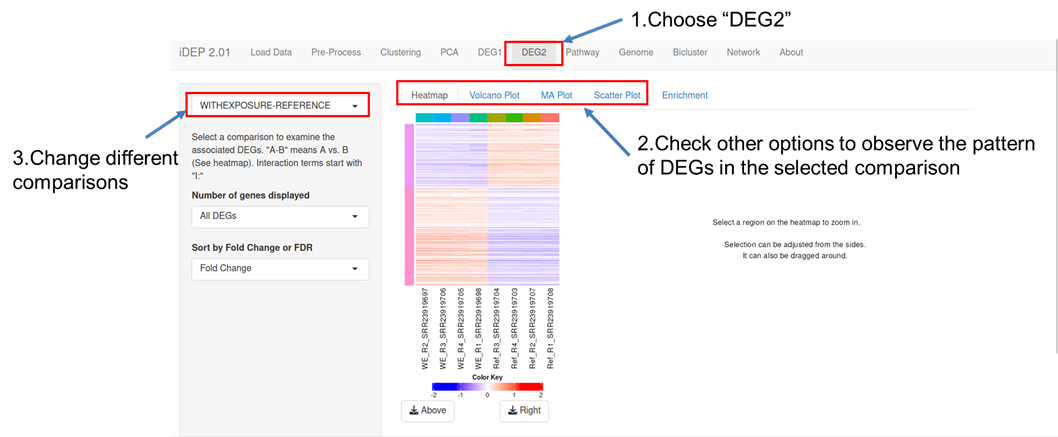 1.Choose “DEG2”
iDEP 2.01 Load Data Pre-Process Clustering PCA DEG1 DEG2 Pathway Genome Bicluster Network About
WITHEXPOSURE-REFERENCE
Heatmap Volcano Plot MA Plot Scatter Plot Enrichment
3.Change different
comparisons
Select a comparison to examine the
associated DEGs. "A-B" means A vs. B
(See heatmap). Interaction terms start with
"I:"
Number of genes displayed
All DEGs
Sort by Fold Change or FDR
Fold Change
2.Check other options to observe the pattern
of DEGs in the selected comparison
Select a region on the heatmap to zoom in.
Selection can be adjusted from the sides.
It can also be dragged around.
WE_R2_SRR23919697
WE_R3_SRR23919706
WE_R4_SRR23919705
WE_R1_SRR23919698
Ref_R3_SRR23919704
Ref_R4_SRR23919703
Ref_R2_SRR23919707
Ref_R1_SRR23919708
Color Key
-2 -1 0 1 2
Above Right